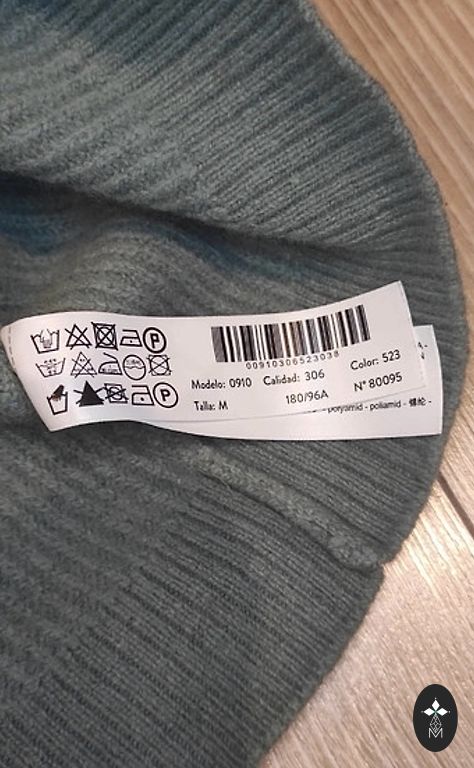 00910306523038
Modelo: 0910 Calidad: 306 Color: 523
Talla: M 180/96A Nº 80095
polyamid - poliamid - 锦纶 -
P
P
M